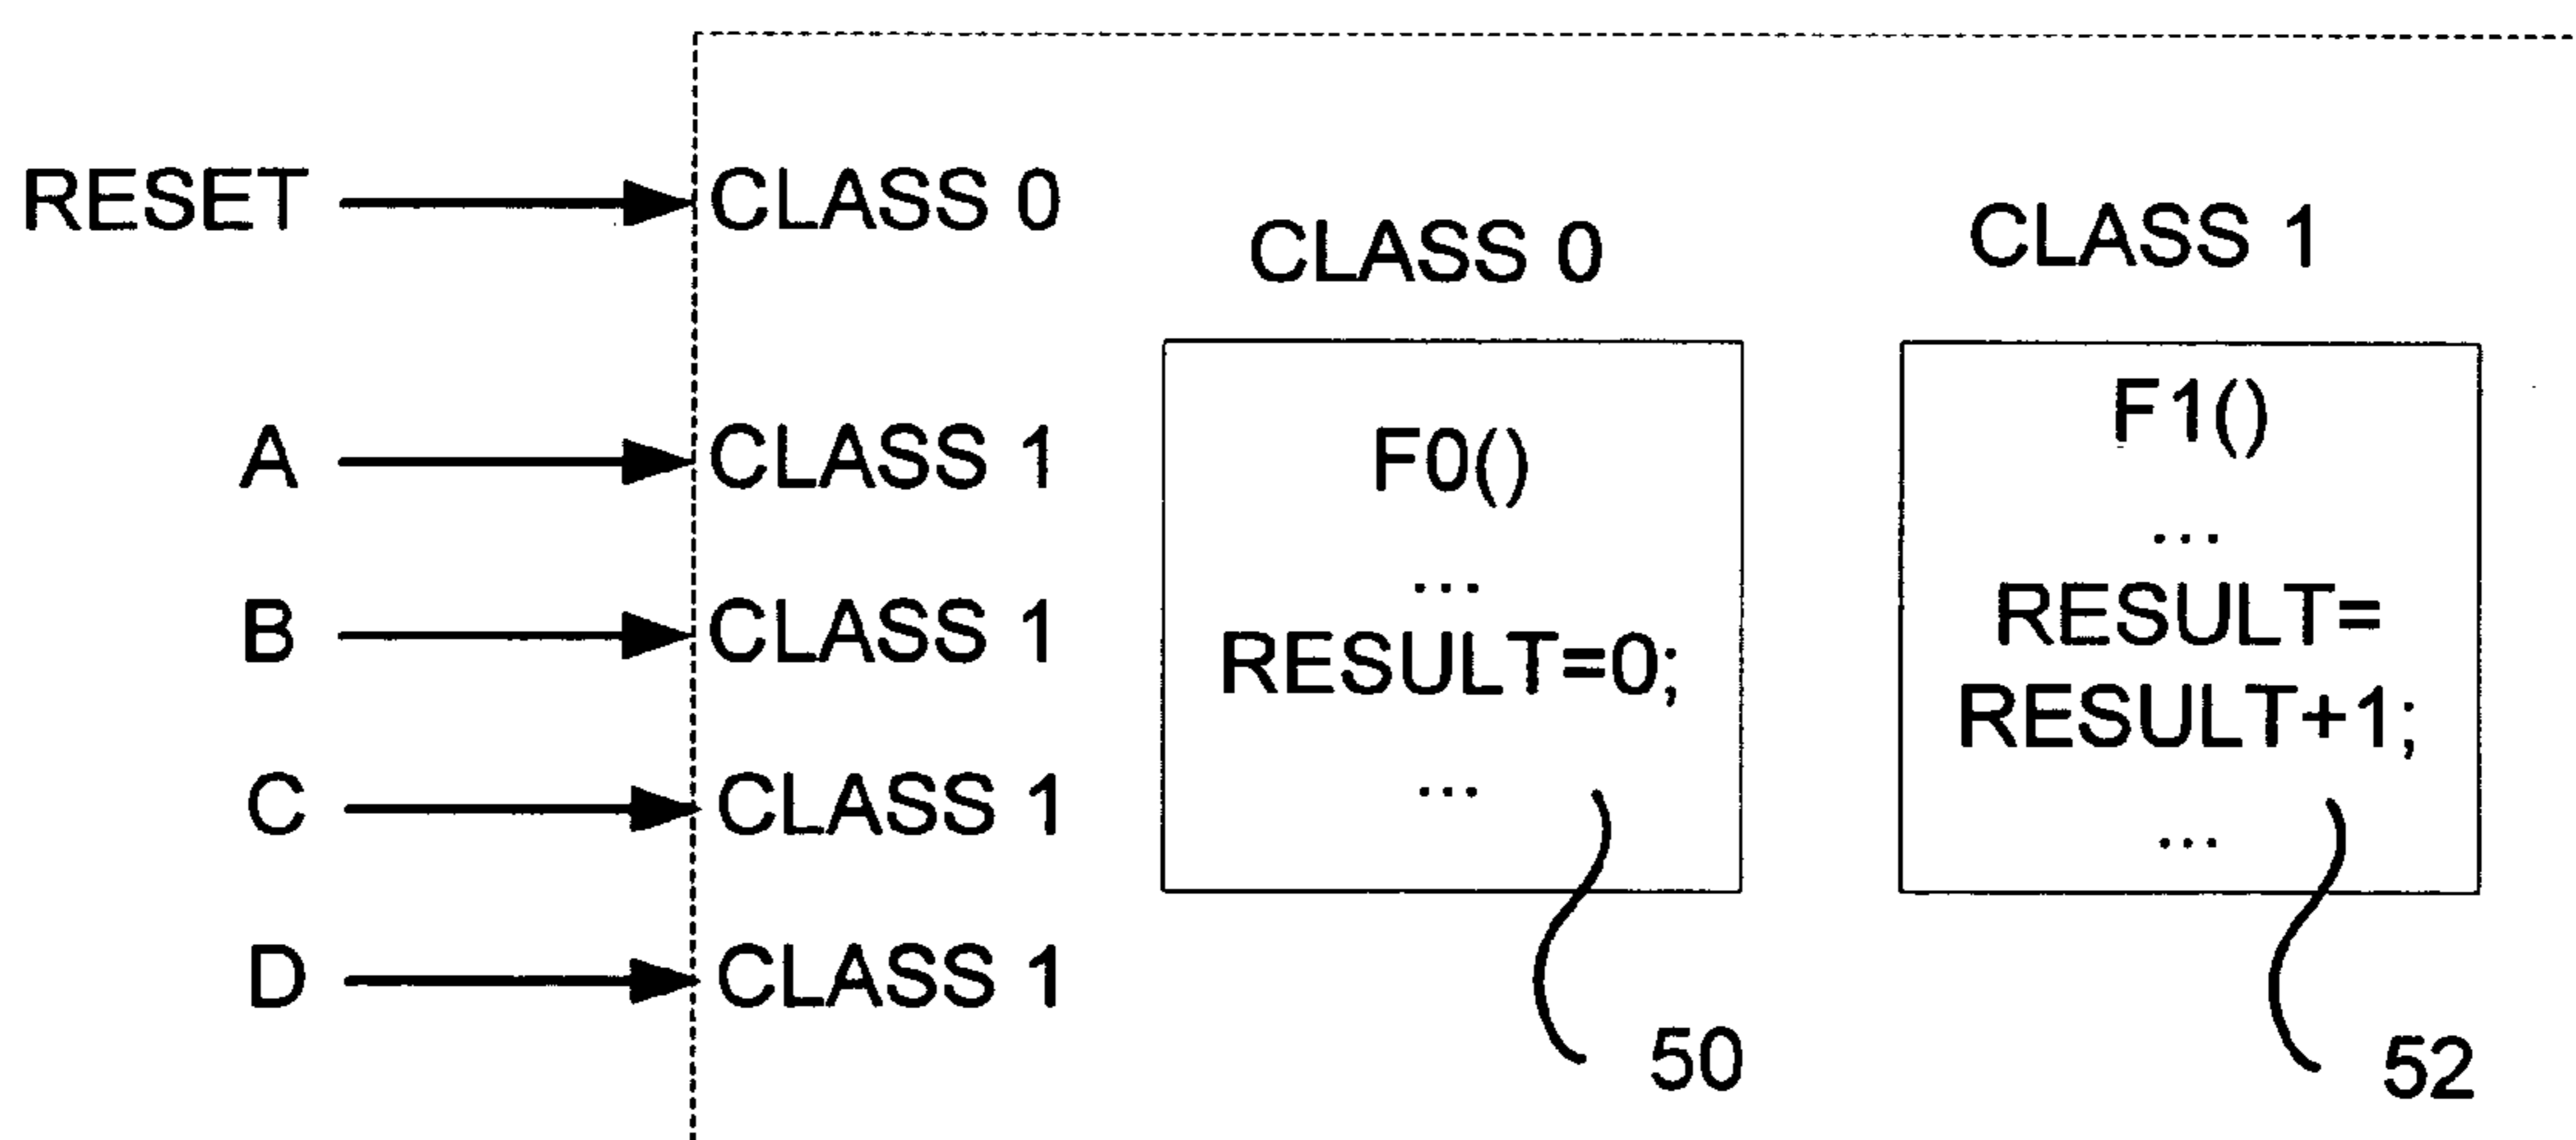 RESET
CLASS 0
A
CLASS 1
B
CLASS 1
C
CLASS 1
D
CLASS 1
CLASS 0
F0()
...
RESULT=0;
...
50
CLASS 1
F1()
...
RESULT=
RESULT+1;
...
52